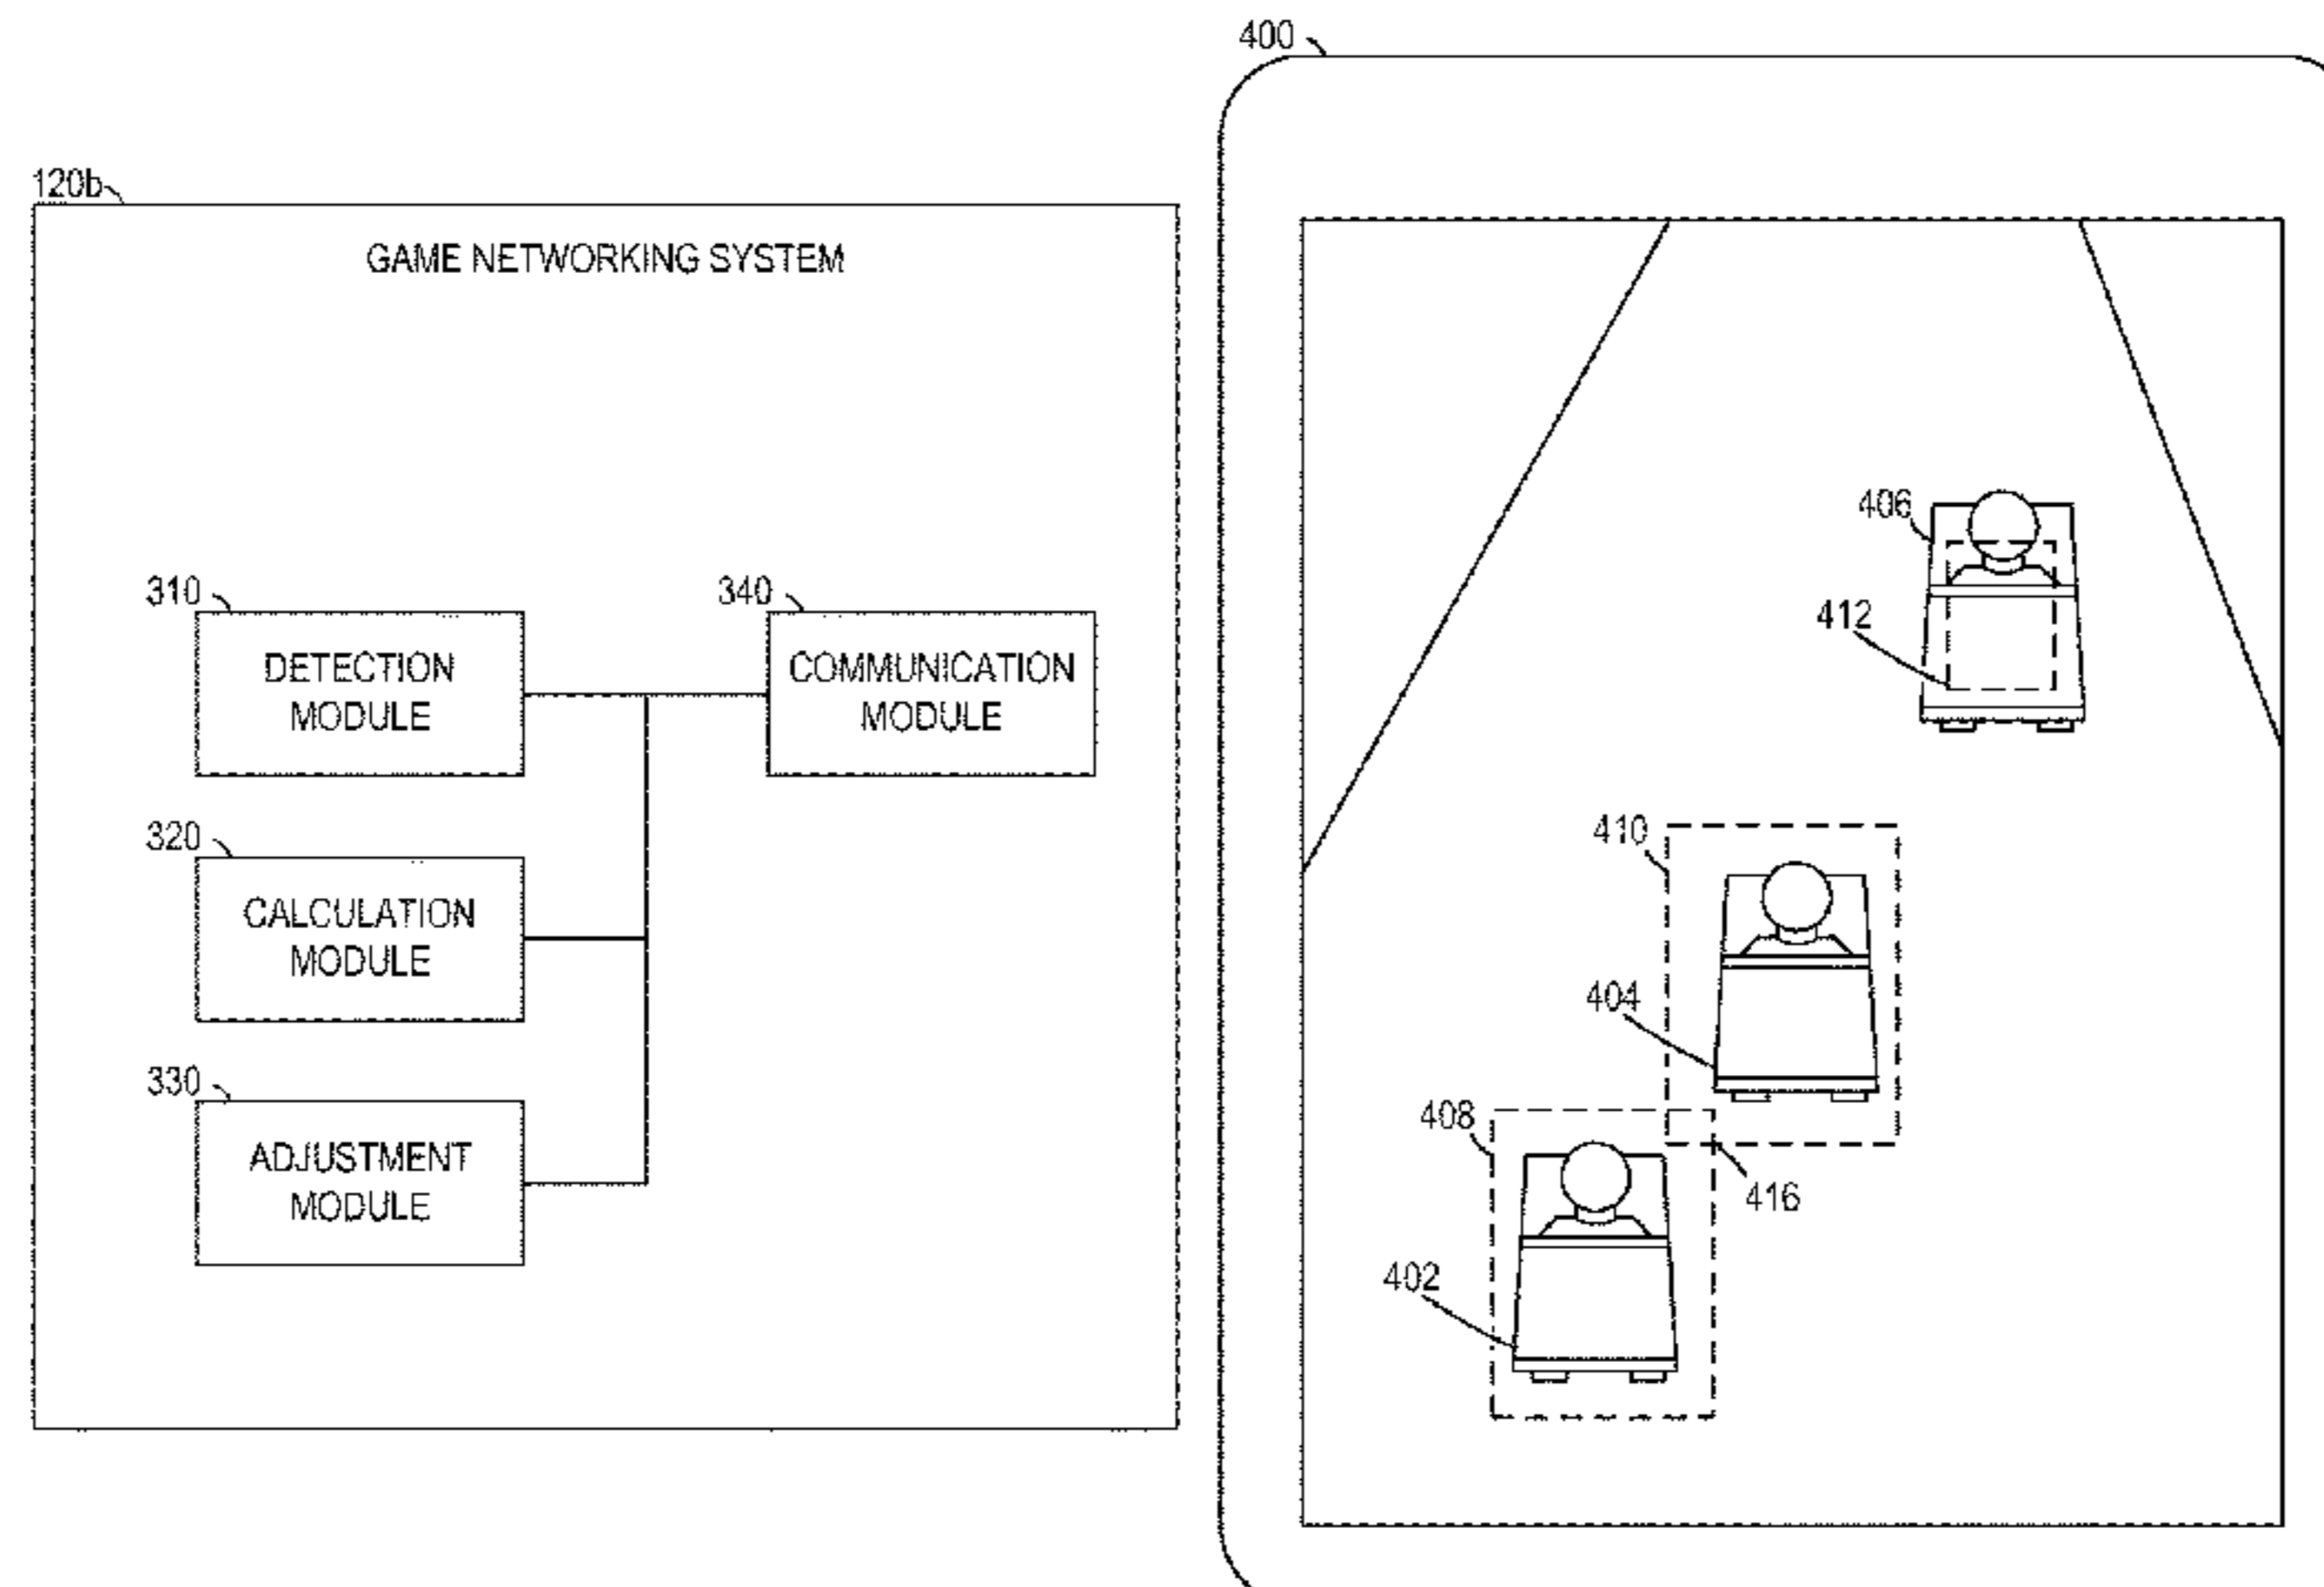 120b
GAME NETWORKING SYSTEM
310
DETECTION
MODULE
340
COMMUNICATION
MODULE
320
CALCULATION
MODULE
330
ADJUSTMENT
MODULE
400
406
412
410
404
408
416
402